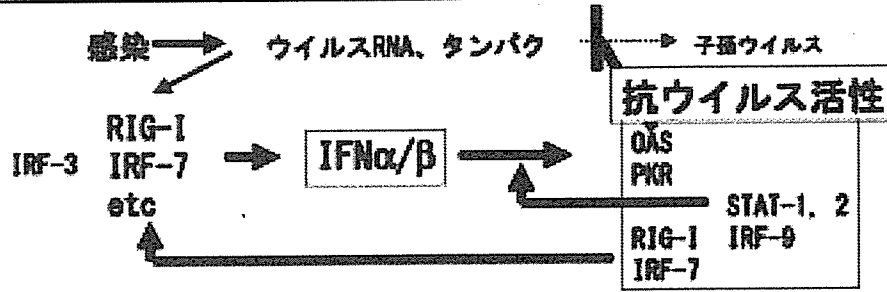 感染 ウイルスRNA、タンパク 子孫ウイルス
抗ウイルス活性
RIG-I
IRF-3 IRF-7
etc
IFNα/β
OAS
PKR
STAT-1, 2
RIG-I IRF-9
IRF-7